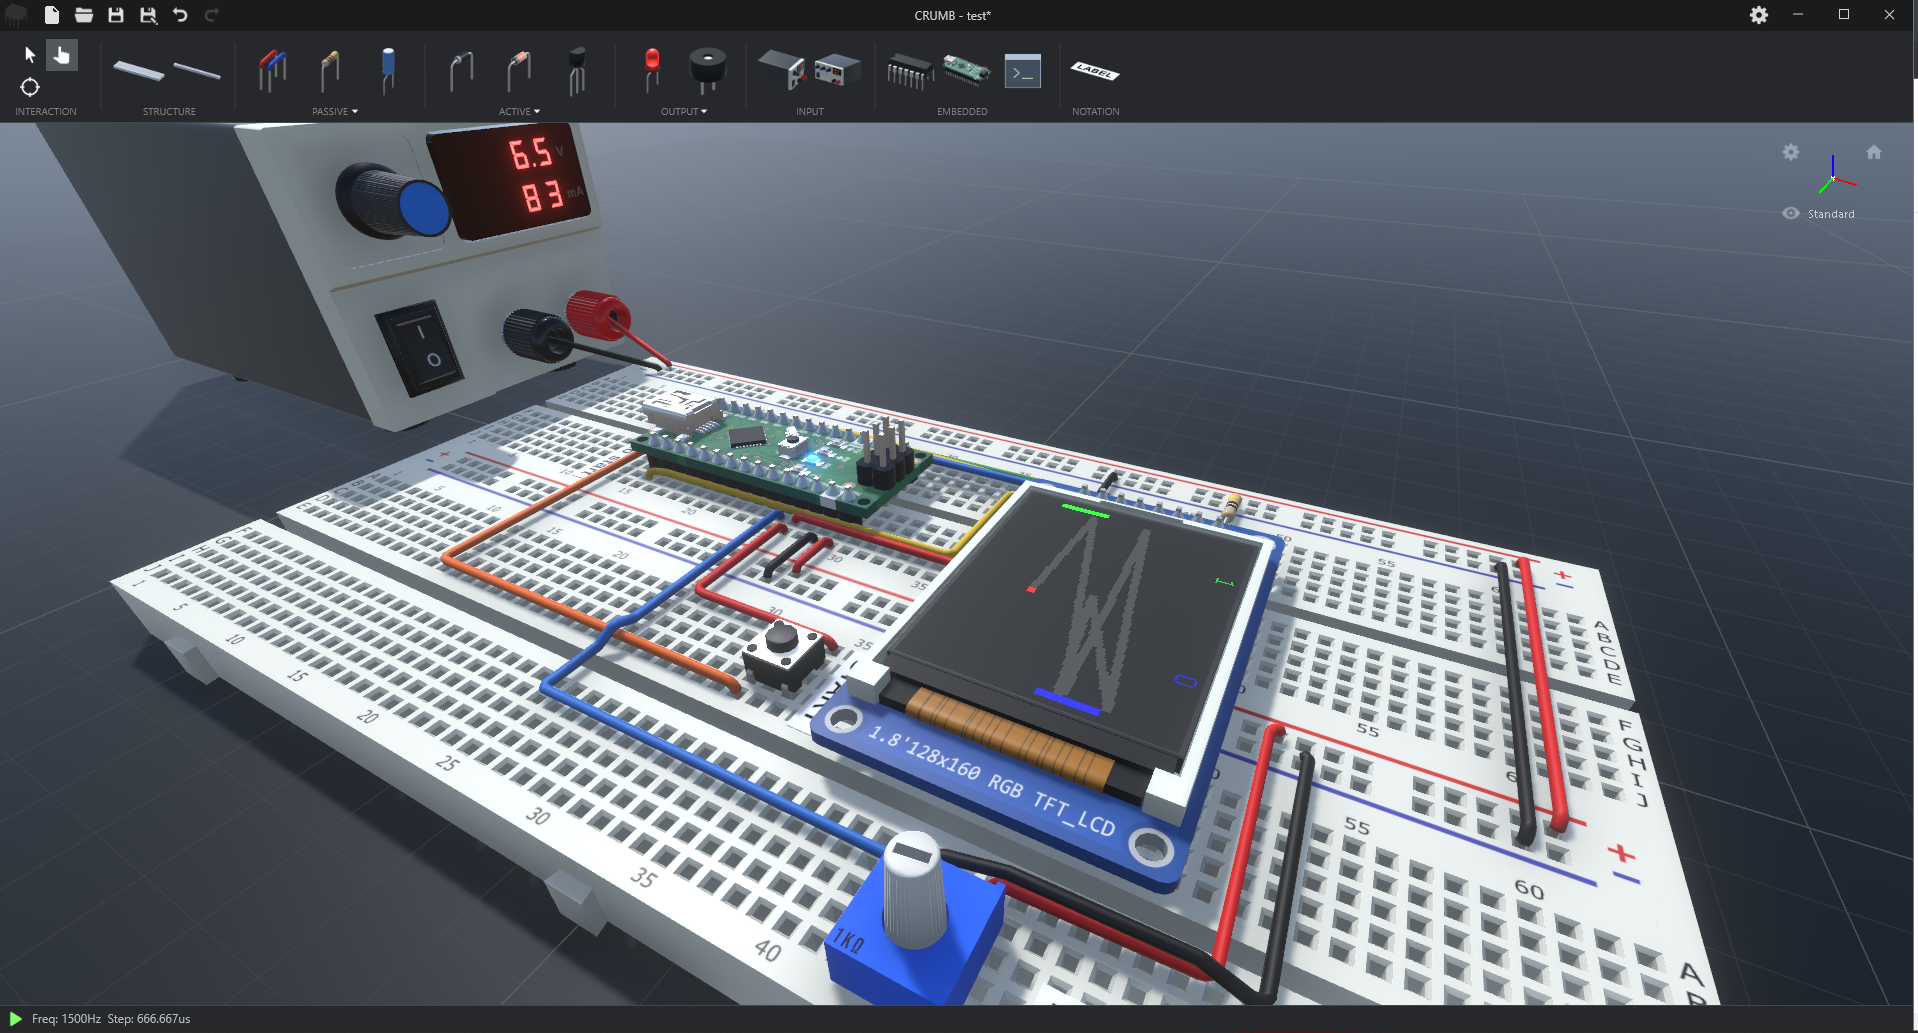 CRUMB - test*
INTERACTION
STRUCTURE
PASSIVE
ACTIVE
OUTPUT
INPUT
EMBEDDED
NOTATION
>_
LABEL
6.5 V
83 mA
I
O
Standard
1.8'128x160 RGB TFT_LCD
1KΩ
+
-
A
B
C
D
E
F
G
H
I
J
1
5
10
15
20
25
30
35
40
55
60
Freq: 1500Hz Step: 666.667us